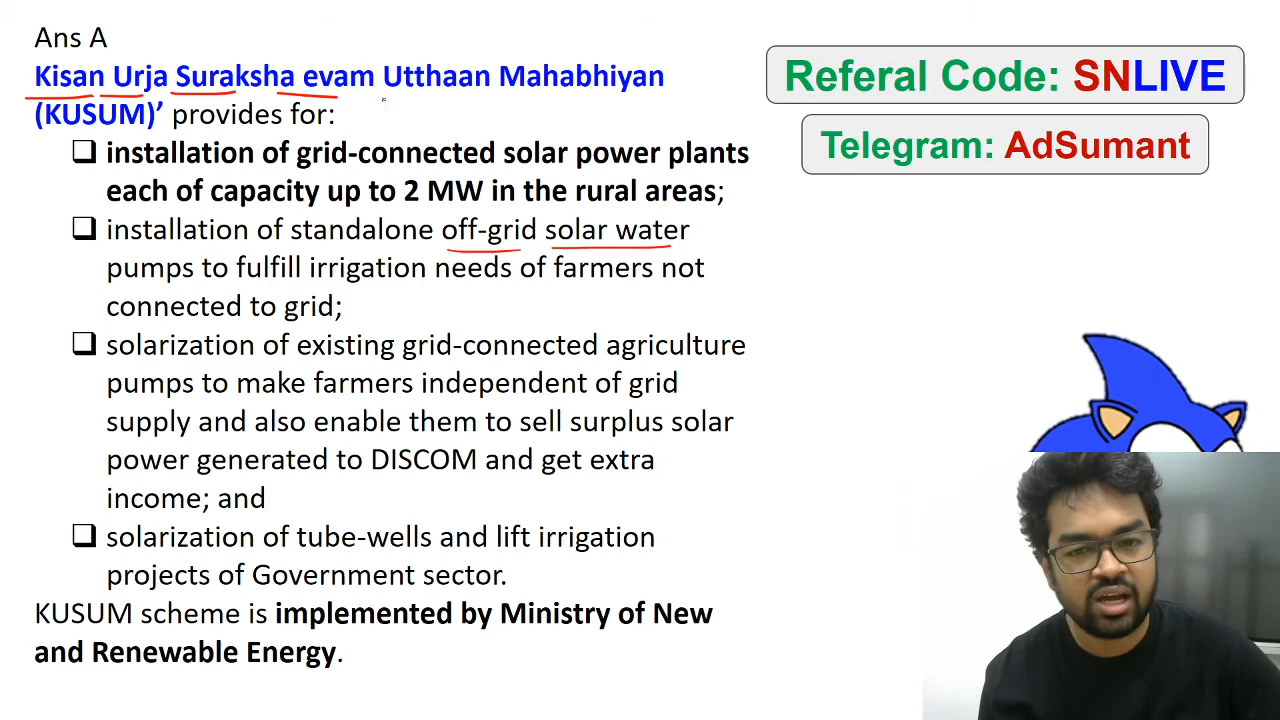 Ans A
Kisan Urja Suraksha evam Utthaan Mahabhiyan
(KUSUM)’ provides for:
❑ installation of grid-connected solar power plants
each of capacity up to 2 MW in the rural areas;
❑ installation of standalone off-grid solar water
pumps to fulfill irrigation needs of farmers not
connected to grid;
❑ solarization of existing grid-connected agriculture
pumps to make farmers independent of grid
supply and also enable them to sell surplus solar
power generated to DISCOM and get extra
income; and
❑ solarization of tube-wells and lift irrigation
projects of Government sector.
KUSUM scheme is implemented by Ministry of New
and Renewable Energy.
Referal Code: SNLIVE
Telegram: AdSumant